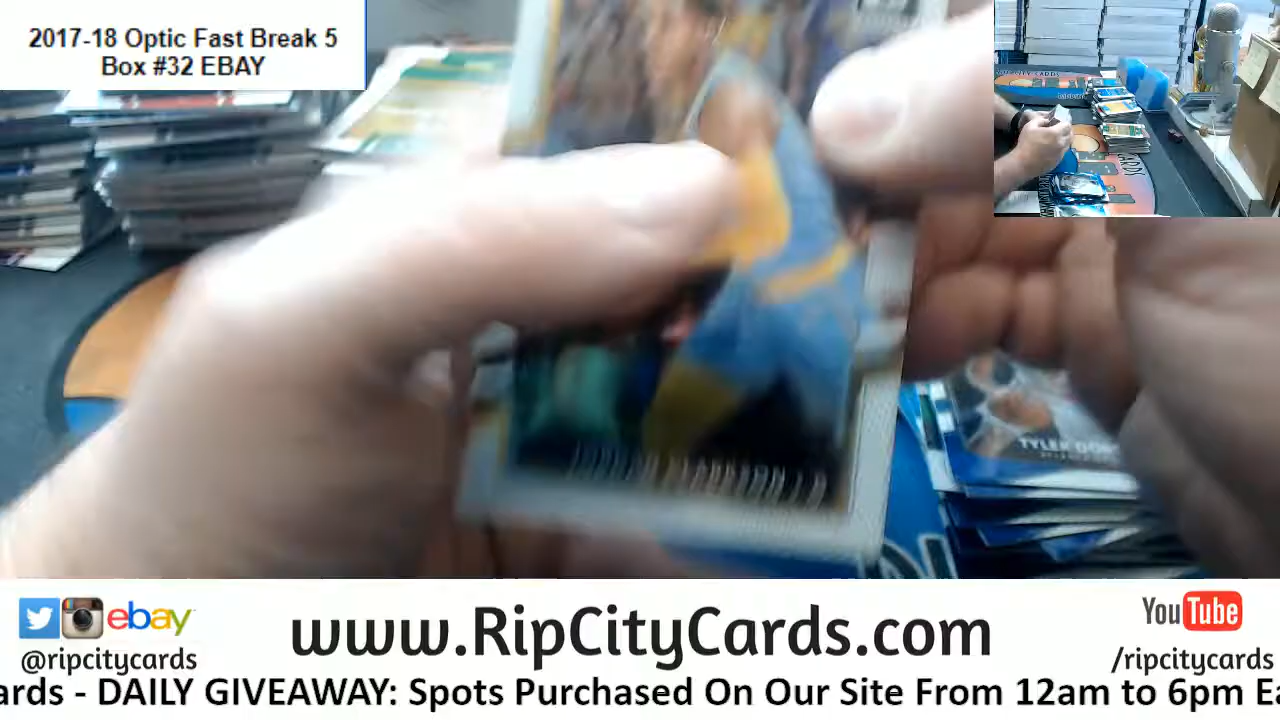 2017-18 Optic Fast Break 5
Box #32 EBAY
TYLER DOR
ebay
@ripcitycards
www.RipCityCards.com
YouTube
/ripcitycards
ards - DAILY GIVEAWAY: Spots Purchased On Our Site From 12am to 6pm Ea